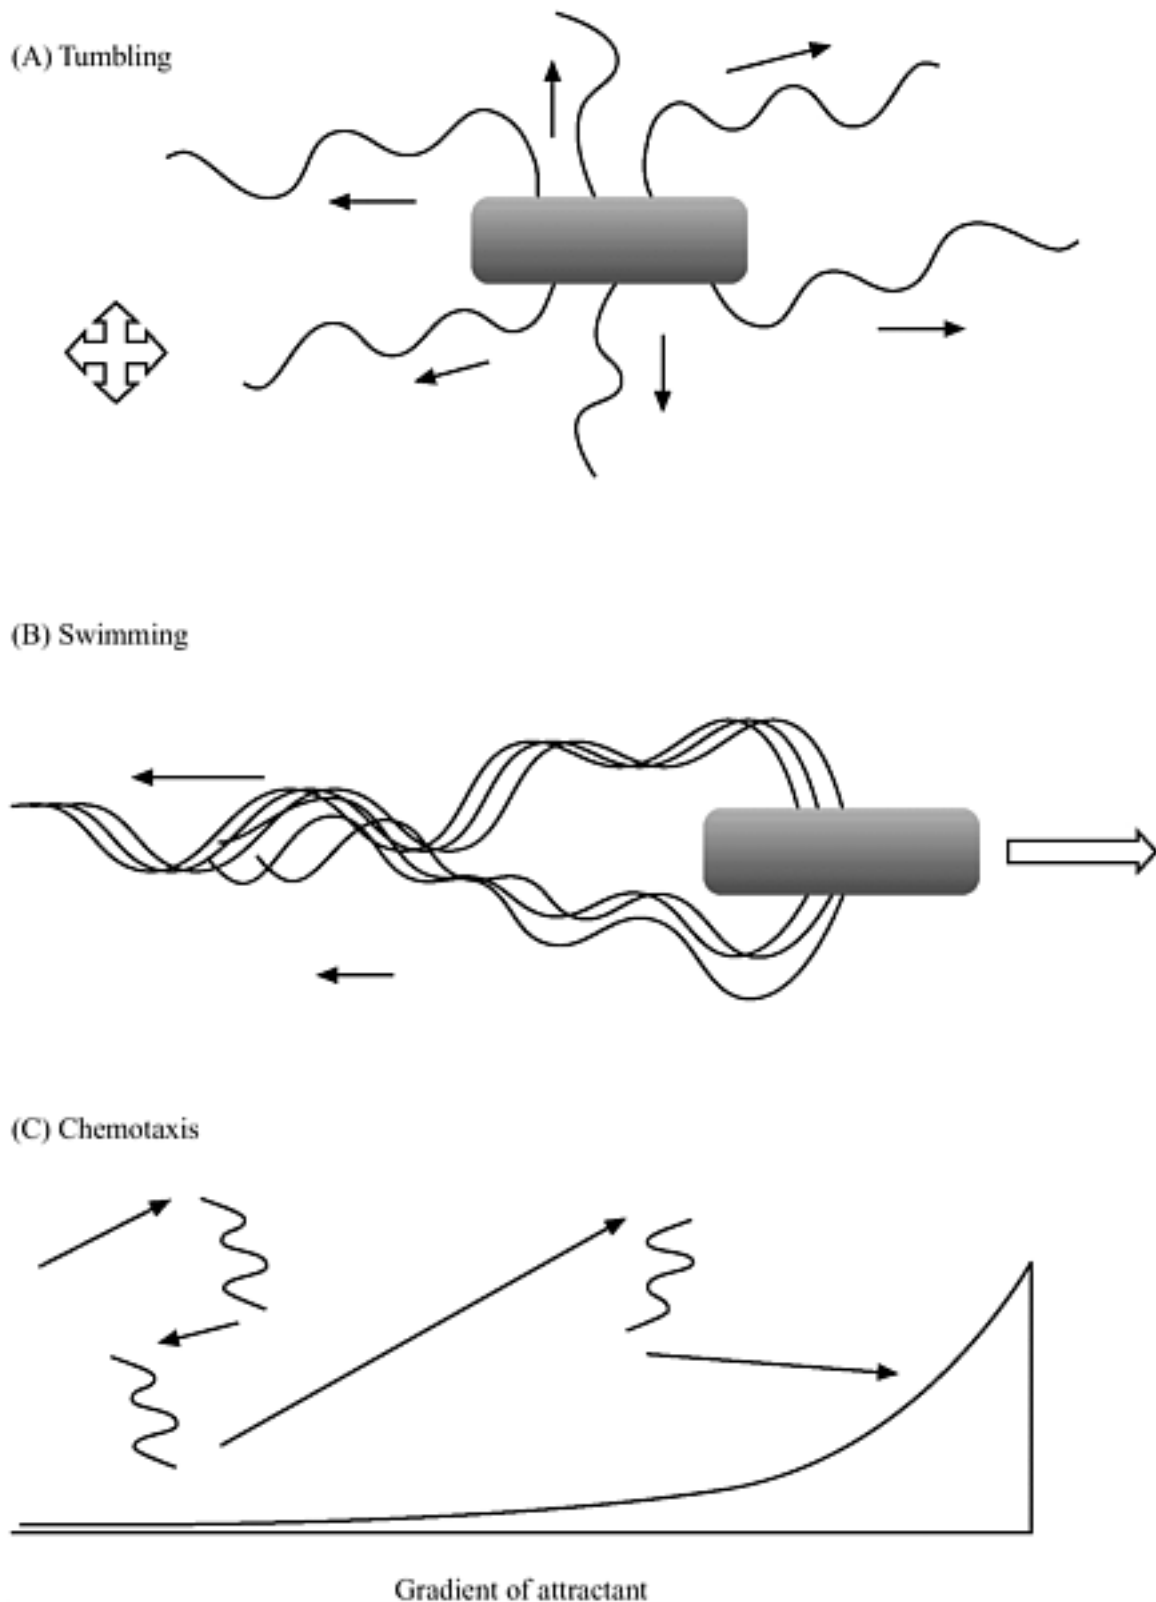 (A) Tumbling
(B) Swimming
(C) Chemotaxis
Gradient of attractant